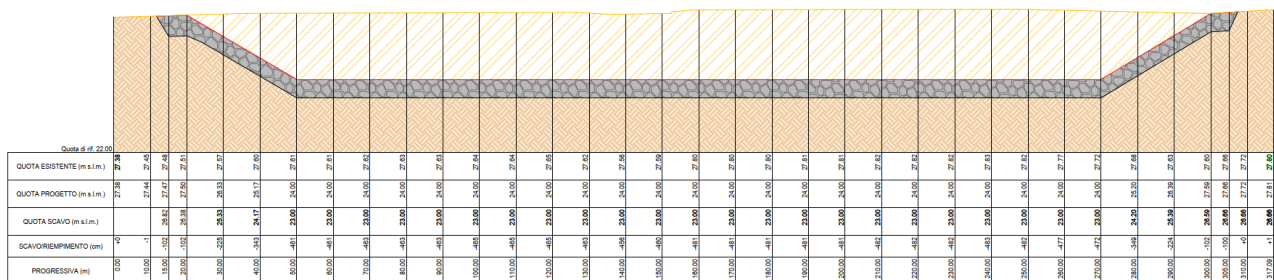 Quota di rif. 22.00
QUOTA ESISTENTE (m s.l.m.) 27.38 27.45 27.48 27.51 27.57 27.60 27.61 27.61 27.62 27.63 27.63 27.64 27.64 27.65 27.62 27.56 27.59 27.80 27.80 27.80 27.81 27.81 27.82 27.82 27.82 27.83 27.82 27.77 27.72 27.68 27.63 27.60 27.66 27.72 27.80
QUOTA PROGETTO (m s.l.m.) 27.38 27.44 27.47 27.50 26.33 25.17 24.00 24.00 24.00 24.00 24.00 24.00 24.00 24.00 24.00 24.00 24.00 24.00 24.00 24.00 24.00 24.00 24.00 24.00 24.00 24.00 24.00 24.00 24.00 25.20 26.39 27.59 27.66 27.72 27.81
QUOTA SCAVO (m s.l.m.) 26.82 26.38 25.33 24.17 23.00 23.00 23.00 23.00 23.00 23.00 23.00 23.00 23.00 23.00 23.00 23.00 23.00 23.00 23.00 23.00 23.00 23.00 23.00 23.00 23.00 23.00 23.00 24.20 25.39 26.59 26.66 26.66 26.66
SCAVO/RIEMPIMENTO (cm) +0 -1 -102 -102 -225 -343 -461 -461 -463 -463 -463 -465 -465 -465 -463 -456 -460 -481 -481 -481 -481 -481 -482 -482 -482 -483 -482 -477 -472 -349 -224 -102 -100 +0 +1
PROGRESSIVA (m) 0.00 10.00 15.00 20.00 30.00 40.00 50.00 60.00 70.00 80.00 90.00 100.00 110.00 120.00 130.00 140.00 150.00 160.00 170.00 180.00 190.00 200.00 210.00 220.00 230.00 240.00 250.00 260.00 270.00 280.00 290.00 300.00 305.00 310.00 311.09